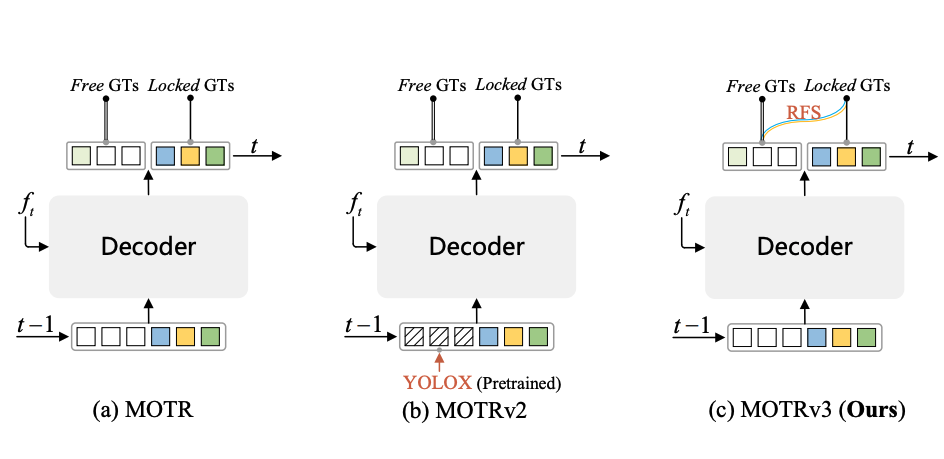 Free GTs Locked GTs
t
f_t
Decoder
t−1
(a) MOTR
Free GTs Locked GTs
t
f_t
Decoder
t−1
YOLOX (Pretrained)
(b) MOTRv2
Free GTs Locked GTs
RFS
t
f_t
Decoder
t−1
(c) MOTRv3 (Ours)